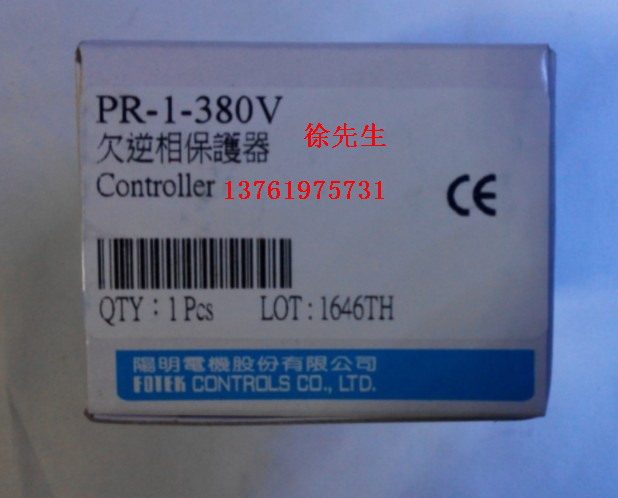 PR-1-380V
欠逆相保護器
徐先生
Controller
13761975731
CE
QTY：1 Pcs LOT : 1646TH
陽明電機股份有限公司
FOTEK CONTROLS CO., LTD.